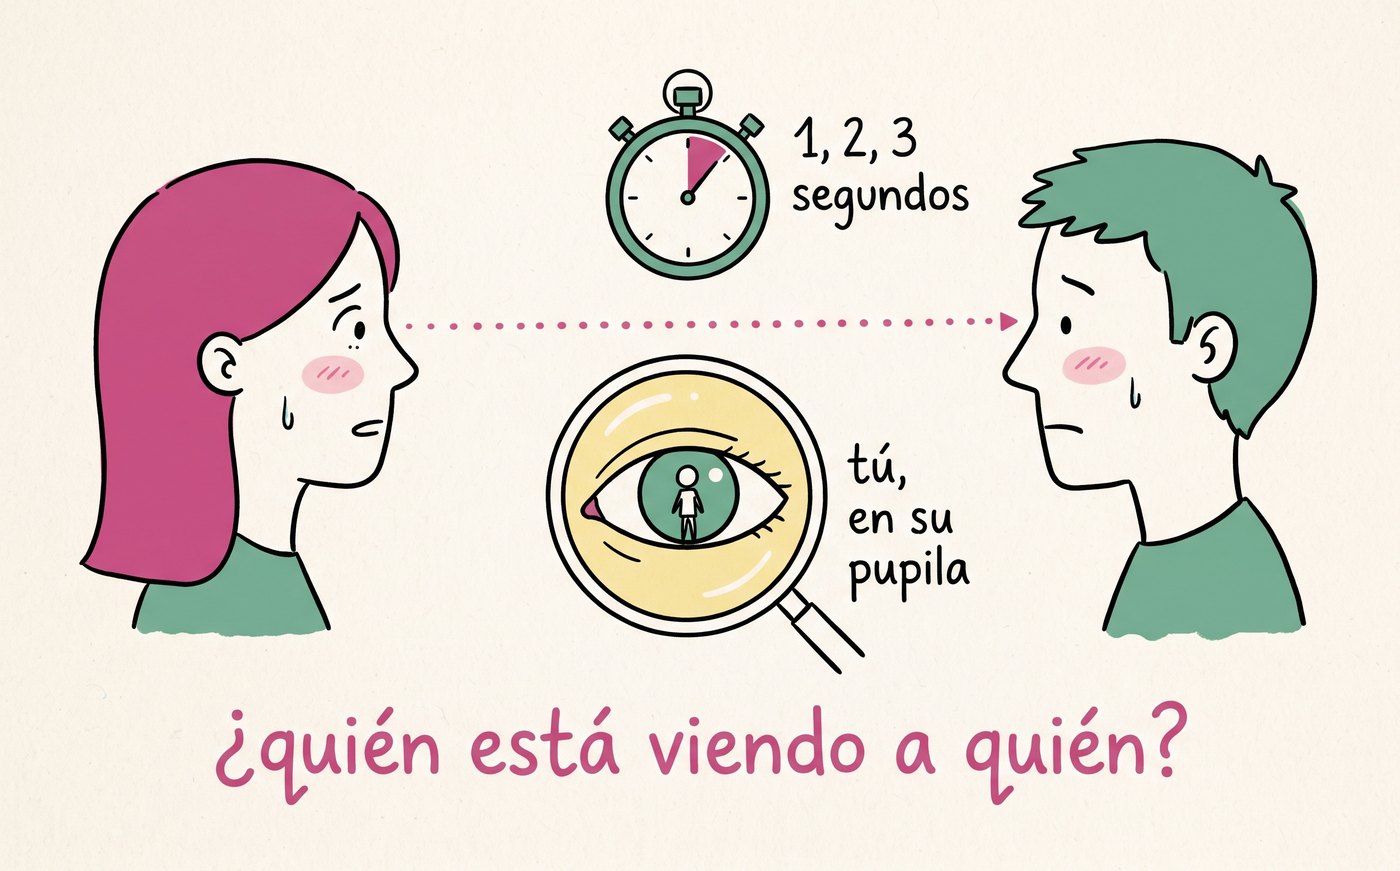 1, 2, 3
segundos
tú,
en su
pupila
¿quién está viendo a quién?